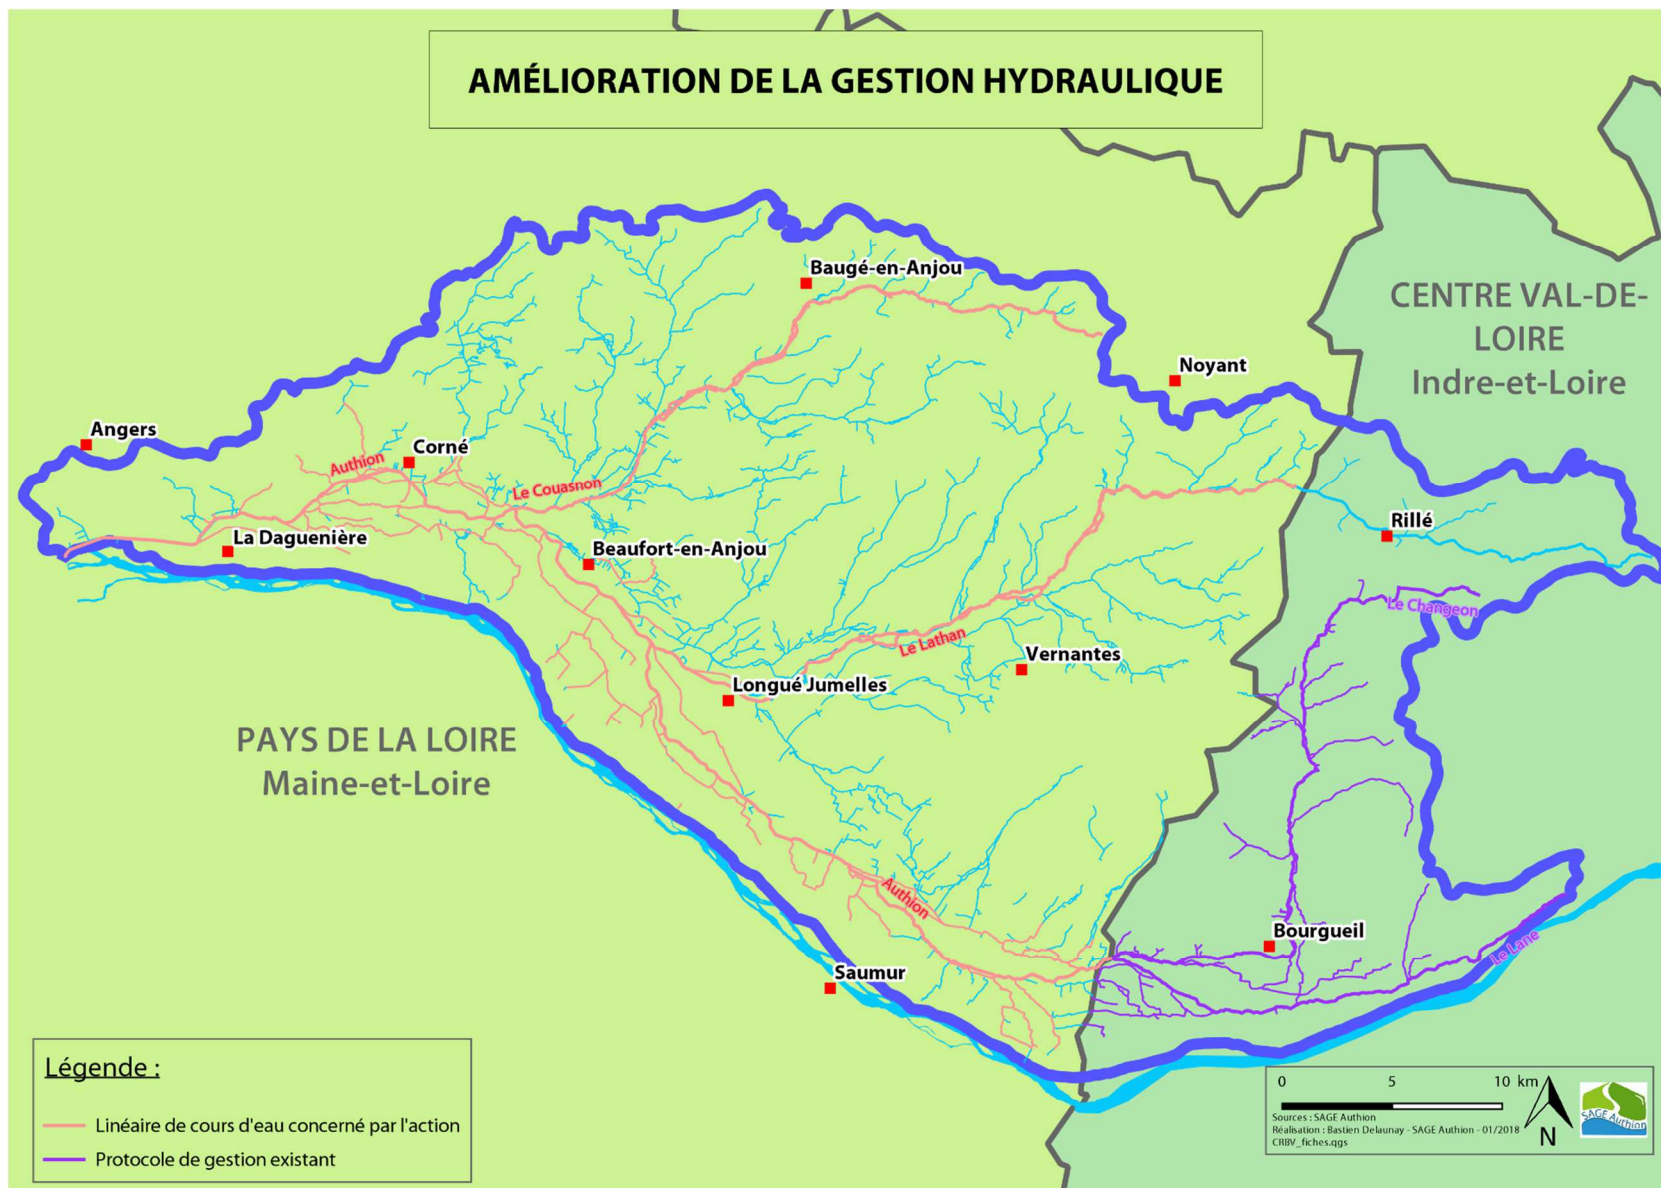 AMÉLIORATION DE LA GESTION HYDRAULIQUE
Baugé-en-Anjou
CENTRE VAL-DE-
LOIRE
Indre-et-Loire
Noyant
Angers
Corné
Authion
Le Couasnon
Rillé
La Daguenière
Beaufort-en-Anjou
Le Changeon
Le Lathan
Vernantes
Longué Jumelles
PAYS DE LA LOIRE
Maine-et-Loire
Authion
Bourgueil
Le Lane
Saumur
Légende :
Linéaire de cours d'eau concerné par l'action
Protocole de gestion existant
0 5 10 km
Sources : SAGE Authion
Réalisation : Bastien Delaunay - SAGE Authion - 01/2018
CRBV_fiches.qgs
N
SAGE Authion